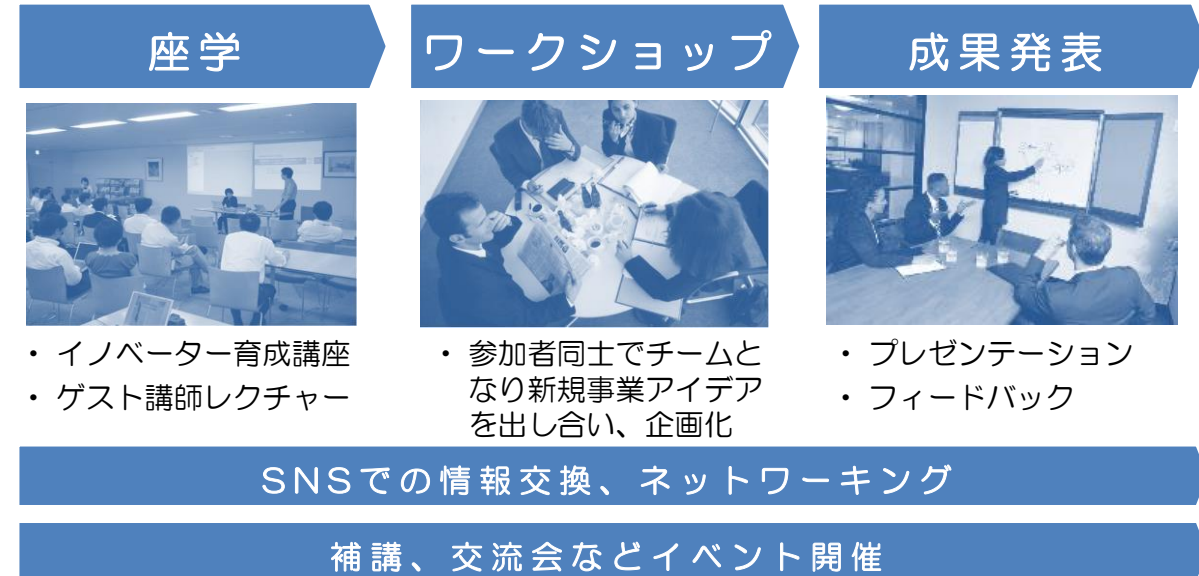 座学
ワークショップ
成果発表
・ イノベーター育成講座
・ ゲスト講師レクチャー
・ 参加者同士でチームと
なり新規事業アイデア
を出し合い、企画化
・ プレゼンテーション
・ フィードバック
SNSでの情報交換、ネットワーキング
補講、交流会などイベント開催